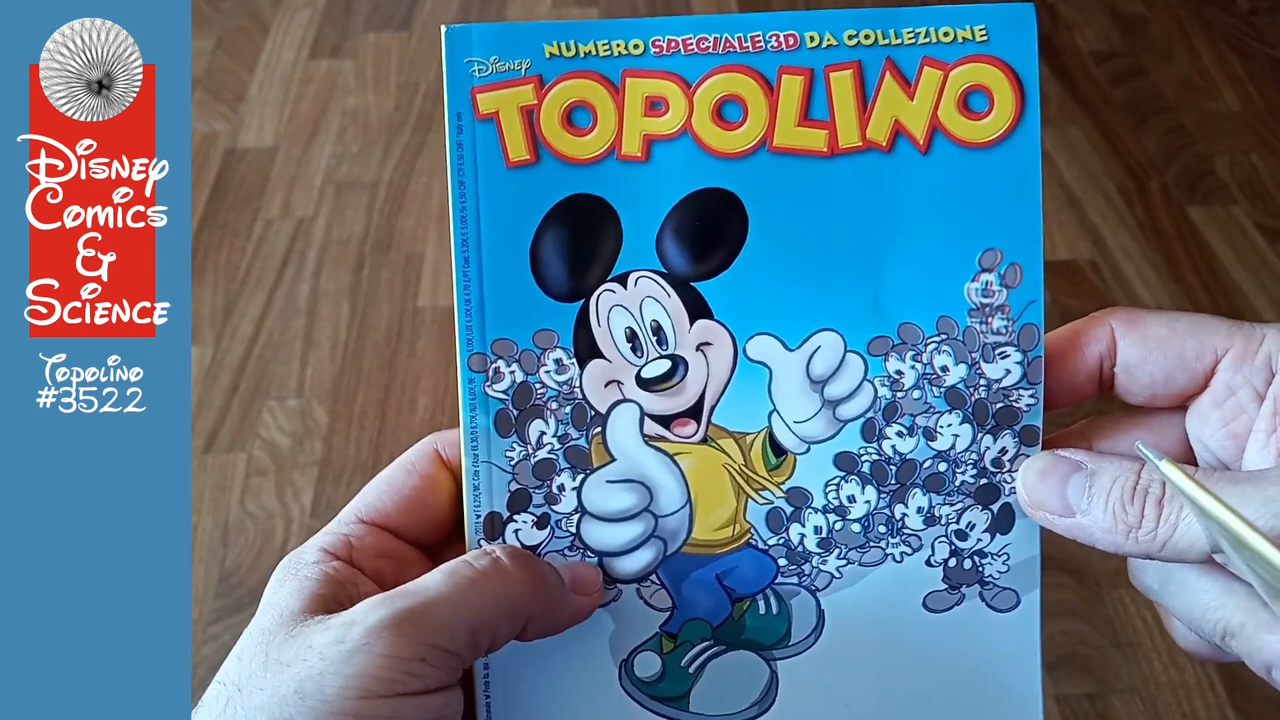 Disney
Comics
&
Science
Topolino
#3522
NUMERO SPECIALE 3D DA COLLEZIONE
Disney
TOPOLINO